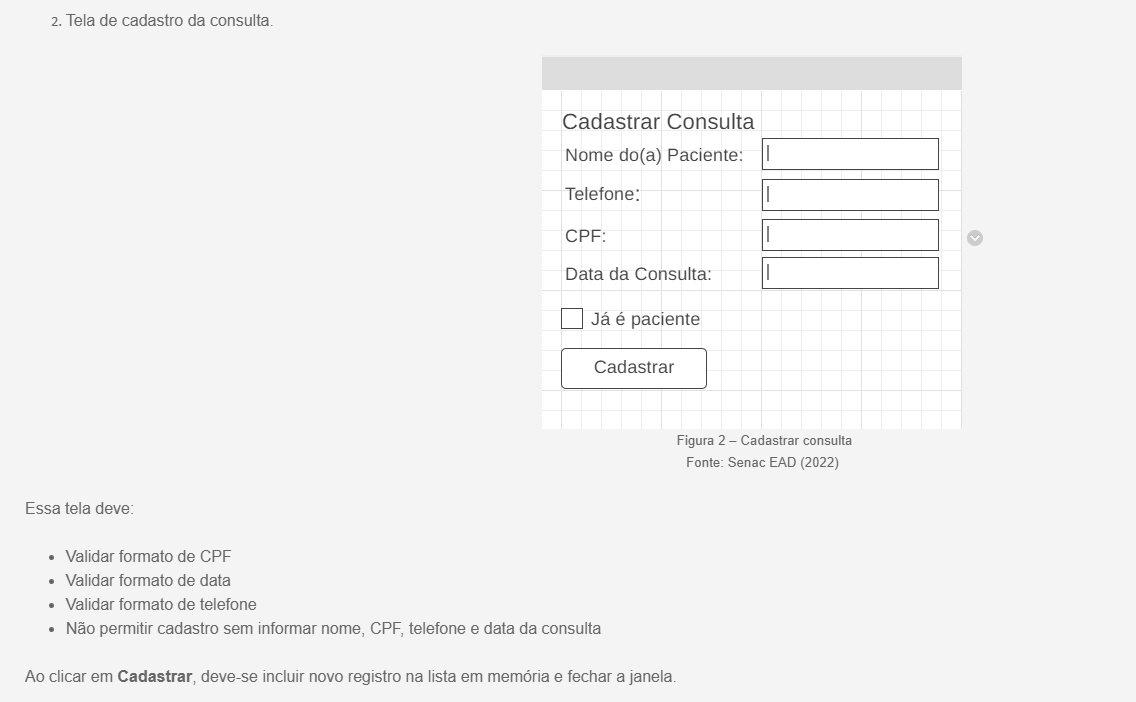 2. Tela de cadastro da consulta.
Cadastrar Consulta
Nome do(a) Paciente:
Telefone:
CPF:
Data da Consulta:
Já é paciente
Cadastrar
Figura 2 – Cadastrar consulta
Fonte: Senac EAD (2022)
Essa tela deve:
• Validar formato de CPF
• Validar formato de data
• Validar formato de telefone
• Não permitir cadastro sem informar nome, CPF, telefone e data da consulta
Ao clicar em Cadastrar, deve-se incluir novo registro na lista em memória e fechar a janela.